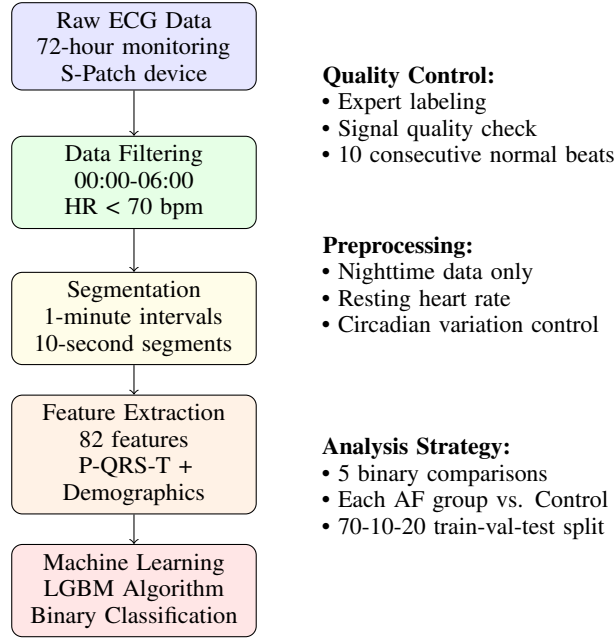 Raw ECG Data
72-hour monitoring
S-Patch device
Data Filtering
00:00-06:00
HR < 70 bpm
Segmentation
1-minute intervals
10-second segments
Feature Extraction
82 features
P-QRS-T +
Demographics
Machine Learning
LGBM Algorithm
Binary Classification
Quality Control:
• Expert labeling
• Signal quality check
• 10 consecutive normal beats
Preprocessing:
• Nighttime data only
• Resting heart rate
• Circadian variation control
Analysis Strategy:
• 5 binary comparisons
• Each AF group vs. Control
• 70-10-20 train-val-test split